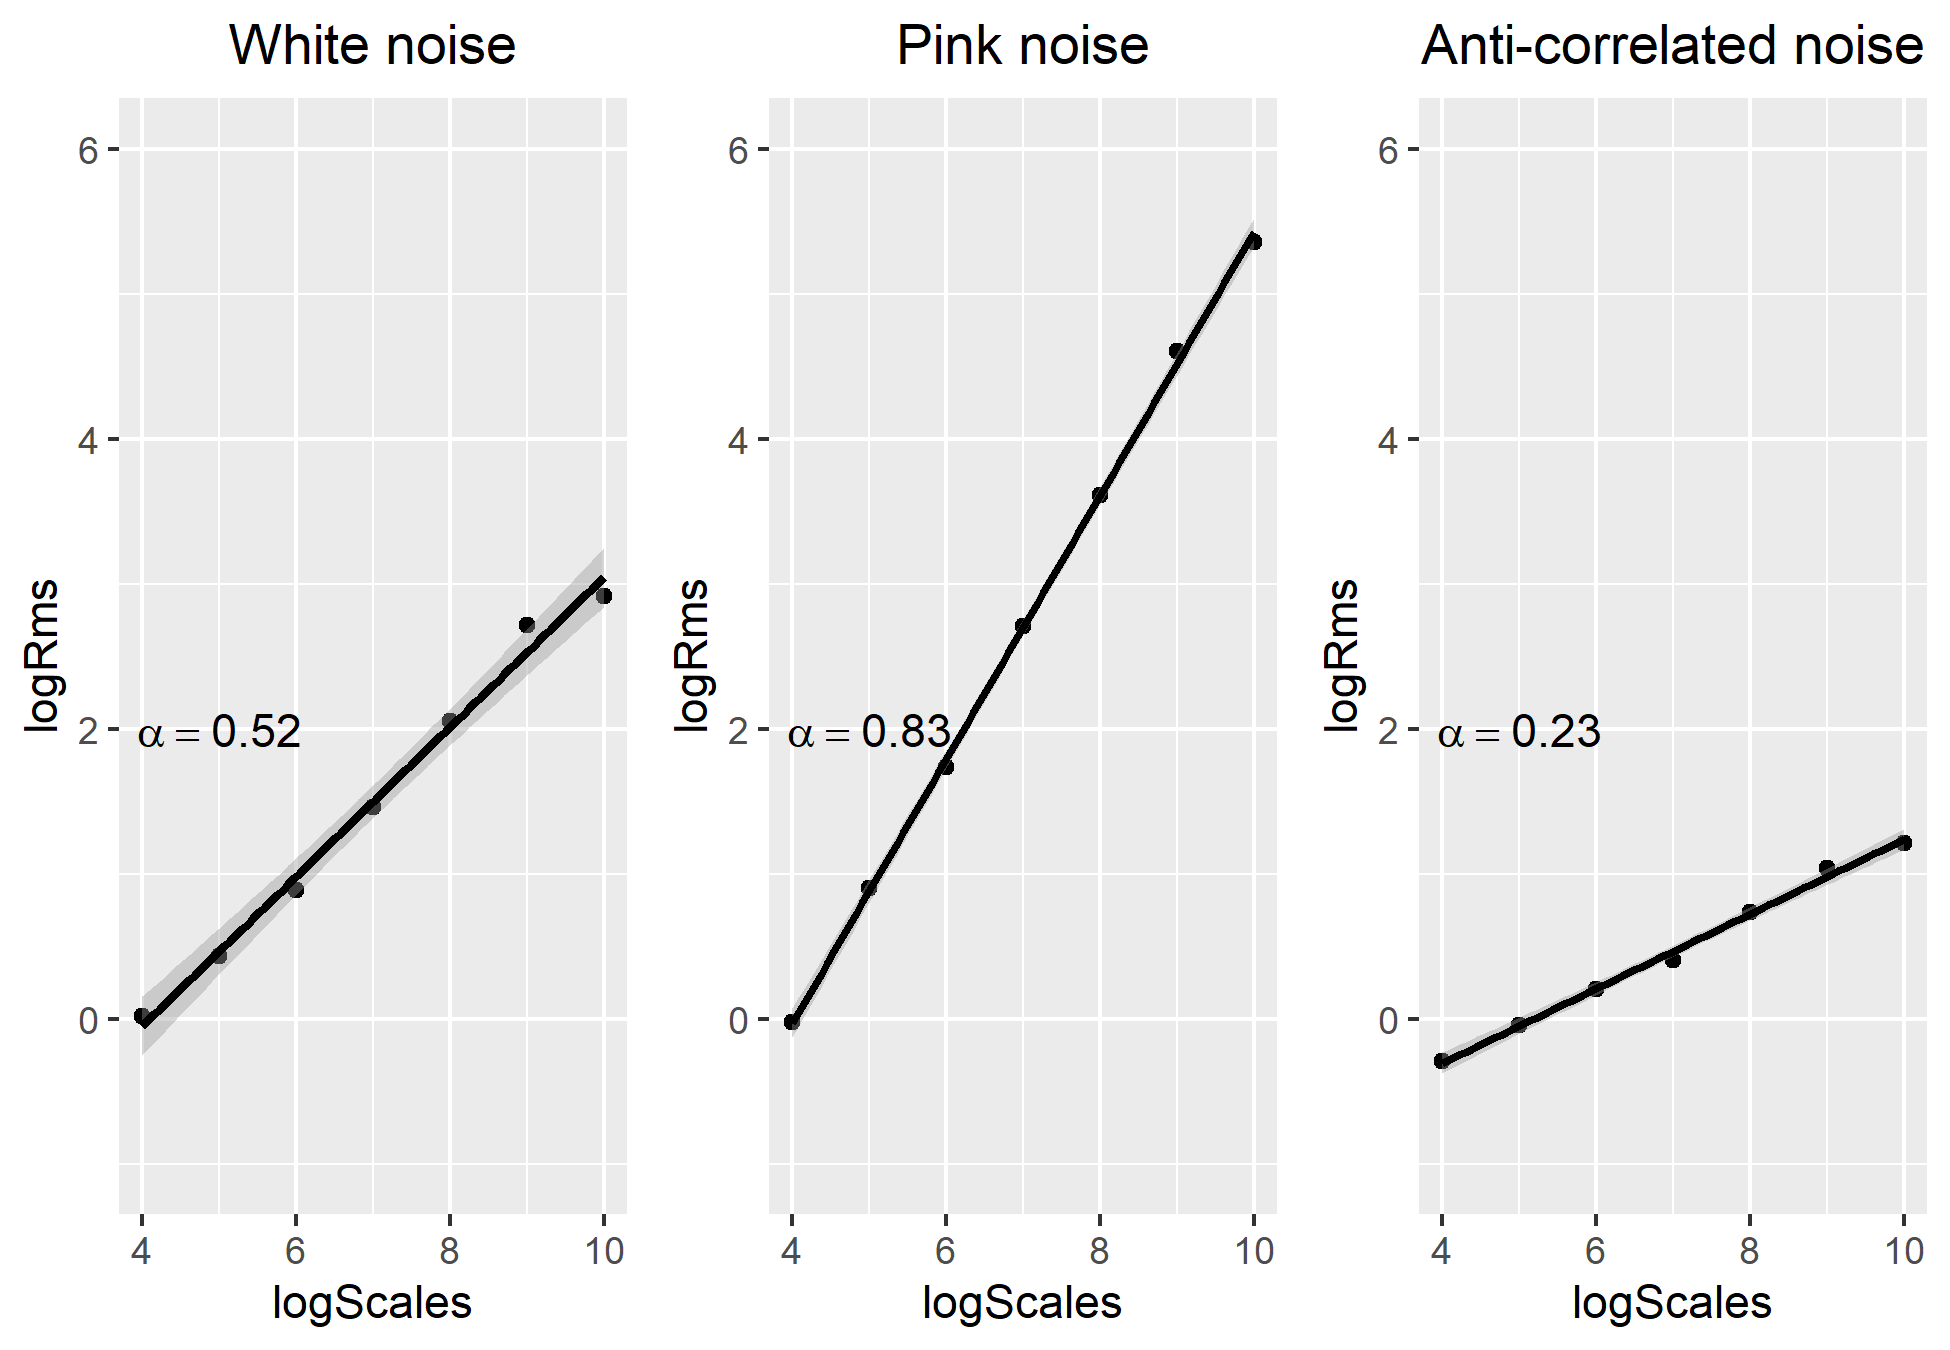 White noise
6
4
2
0
logRms
α = 0.52
4 6 8 10
logScales
Pink noise
6
4
2
0
logRms
α = 0.83
4 6 8 10
logScales
Anti-correlated noise
6
4
2
0
logRms
α = 0.23
4 6 8 10
logScales